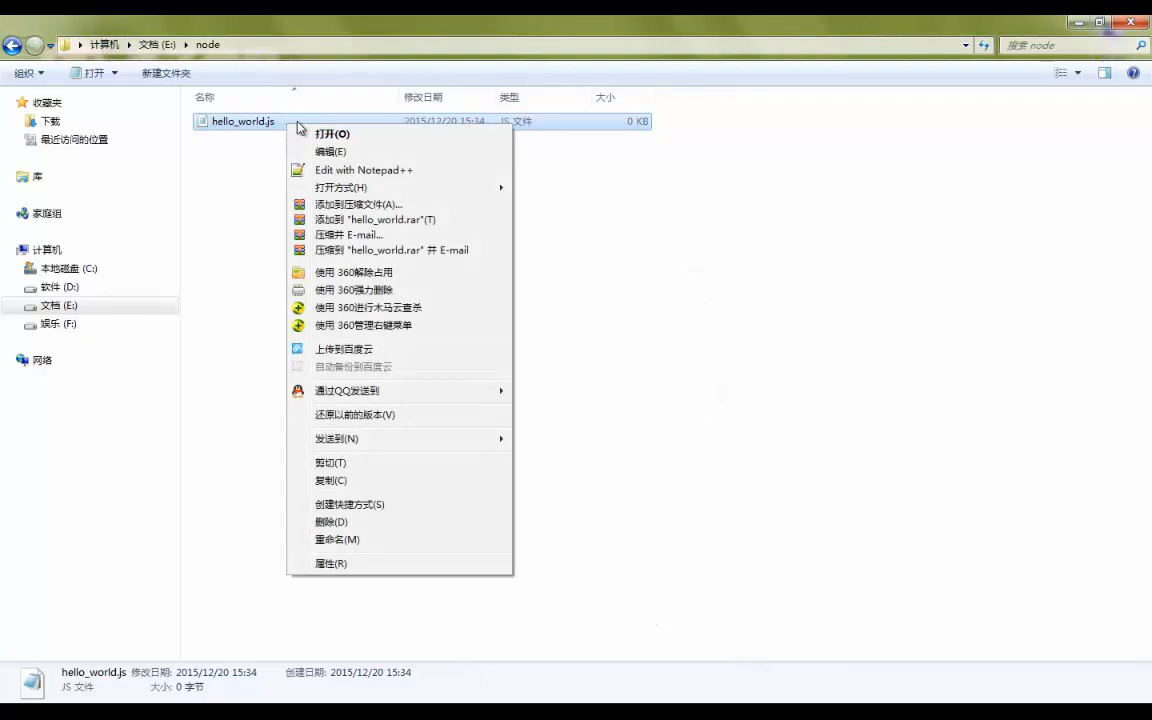 计算机 文档 (E:) node 搜索 node
组织 打开 新建文件夹
名称 修改日期 类型 大小
hello_world.js 2015/12/20 15:34 JS 文件 0 KB
收藏夹
下载
最近访问的位置
库
家庭组
计算机
本地磁盘 (C:)
软件 (D:)
文档 (E:)
娱乐 (F:)
网络
打开(O)
编辑(E)
Edit with Notepad++
打开方式(H)
添加到压缩文件(A)...
添加到 "hello_world.rar"(T)
压缩并 E-mail...
压缩到 "hello_world.rar" 并 E-mail
使用 360解除占用
使用 360强力删除
使用 360进行木马云查杀
使用 360管理右键菜单
上传到百度云
自动备份到百度云
通过QQ发送到
还原以前的版本(V)
发送到(N)
剪切(T)
复制(C)
创建快捷方式(S)
删除(D)
重命名(M)
属性(R)
hello_world.js 修改日期: 2015/12/20 15:34 创建日期: 2015/12/20 15:34
JS 文件 大小: 0 字节